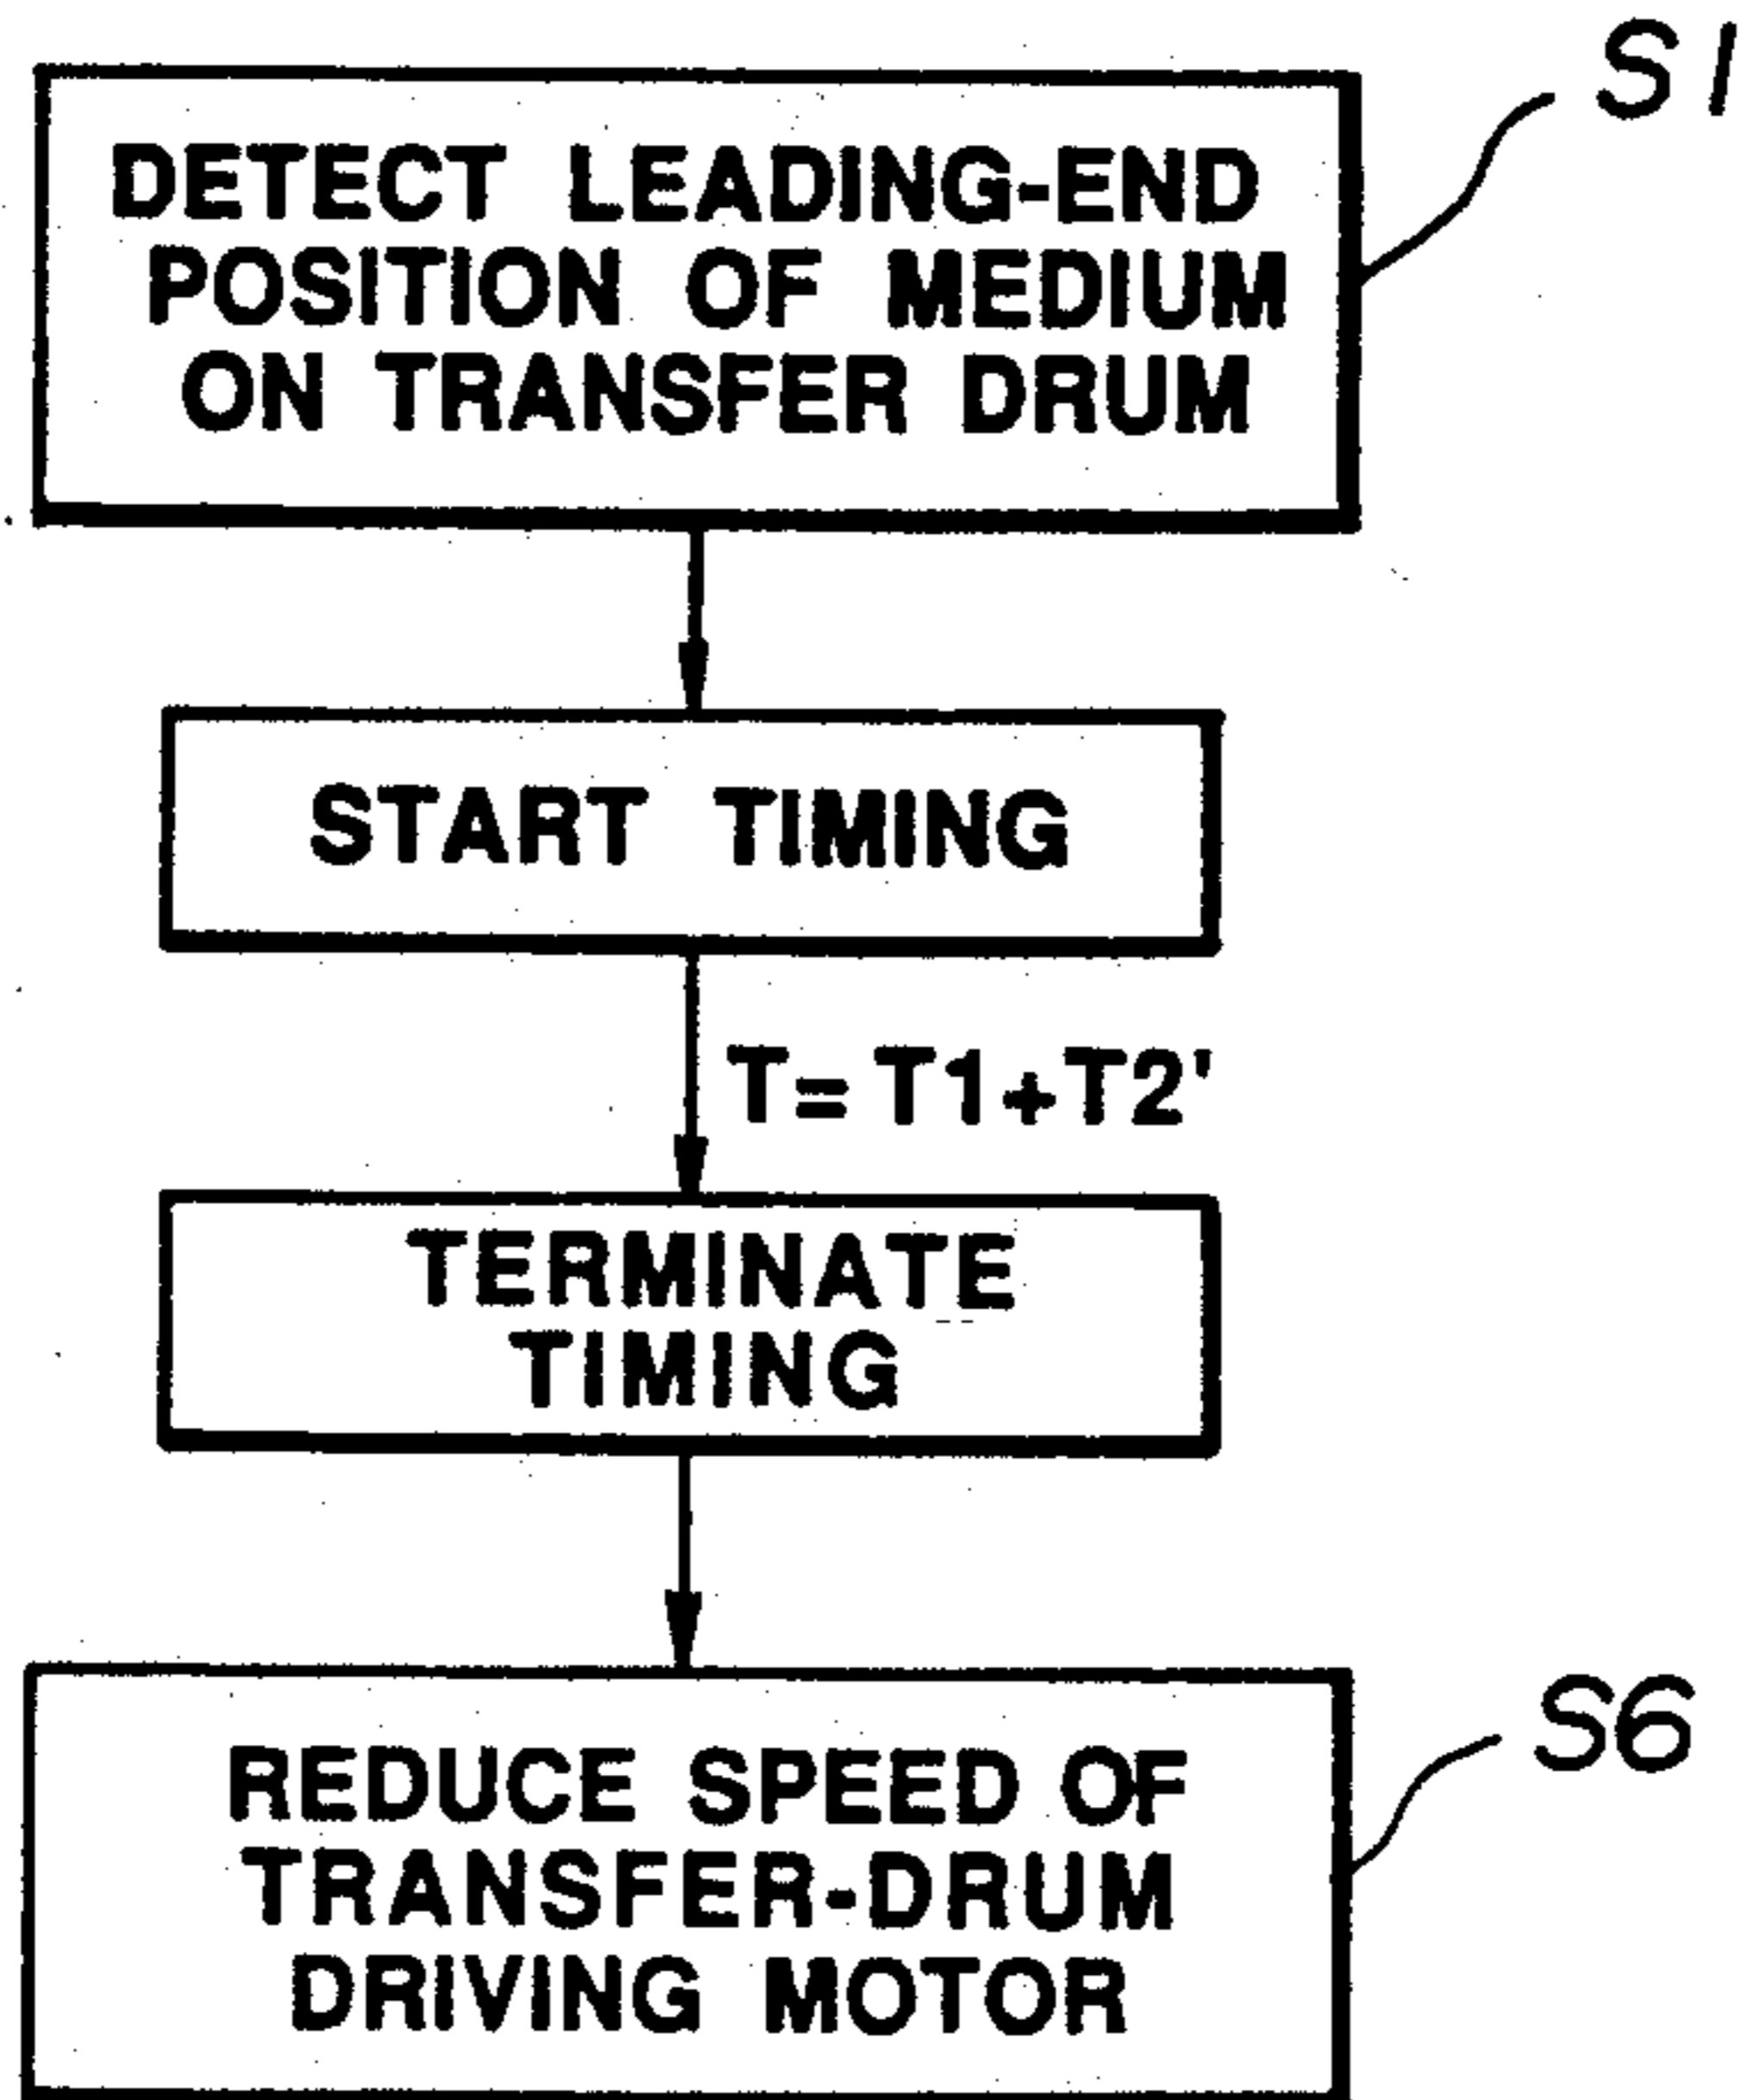 S1
DETECT LEADING-END
POSITION OF MEDIUM
ON TRANSFER DRUM
START TIMING
T=T1+T2'
TERMINATE
TIMING
S6
REDUCE SPEED OF
TRANSFER-DRUM
DRIVING MOTOR